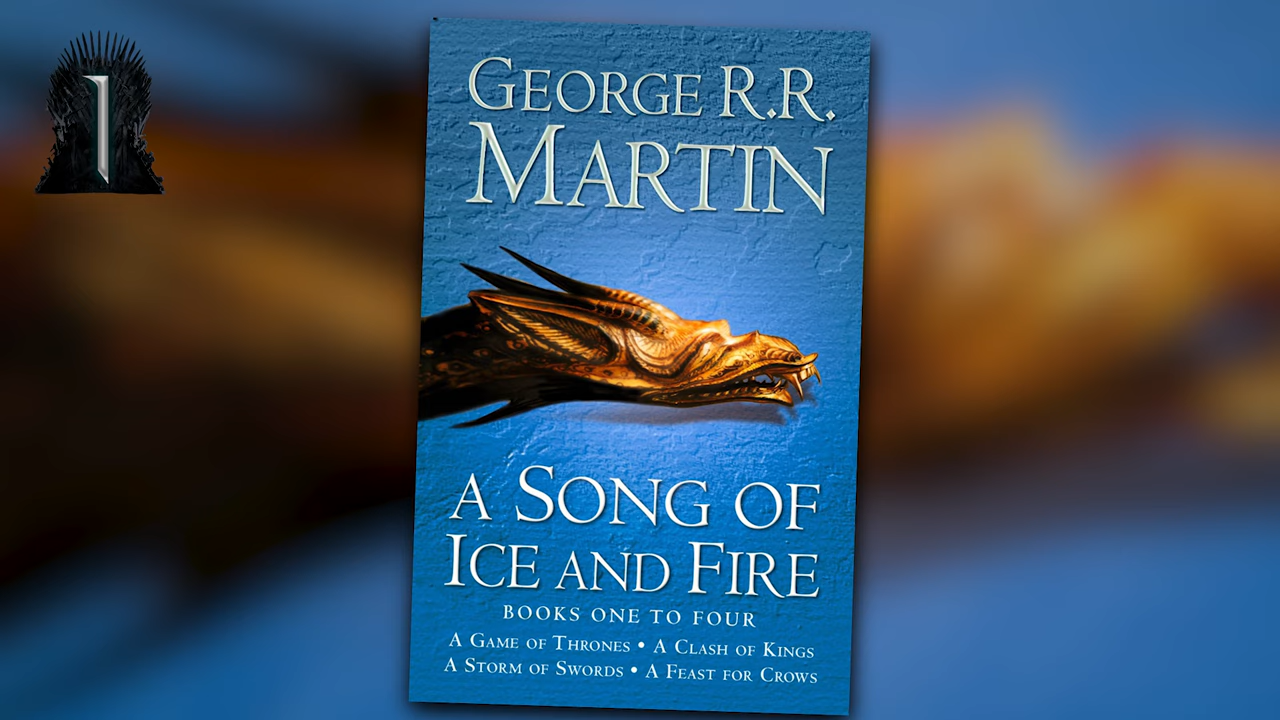 1
GEORGE R.R.
MARTIN
A SONG OF
ICE AND FIRE
BOOKS ONE TO FOUR
A GAME OF THRONES • A CLASH OF KINGS
A STORM OF SWORDS • A FEAST FOR CROWS